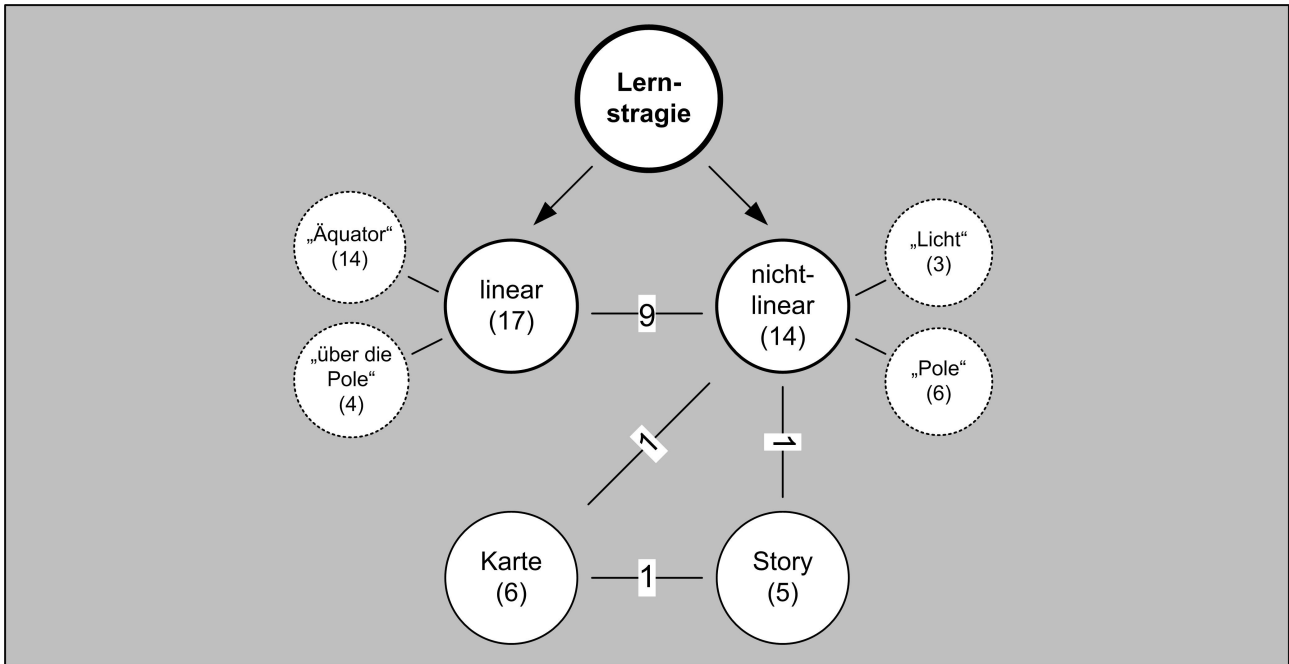 Lern-
stragie
„Äquator“
(14)
„Licht“
(3)
linear
(17)
9
nicht-
linear
(14)
„über die
Pole“
(4)
„Pole“
(6)
1
1
Karte
(6)
1
Story
(5)